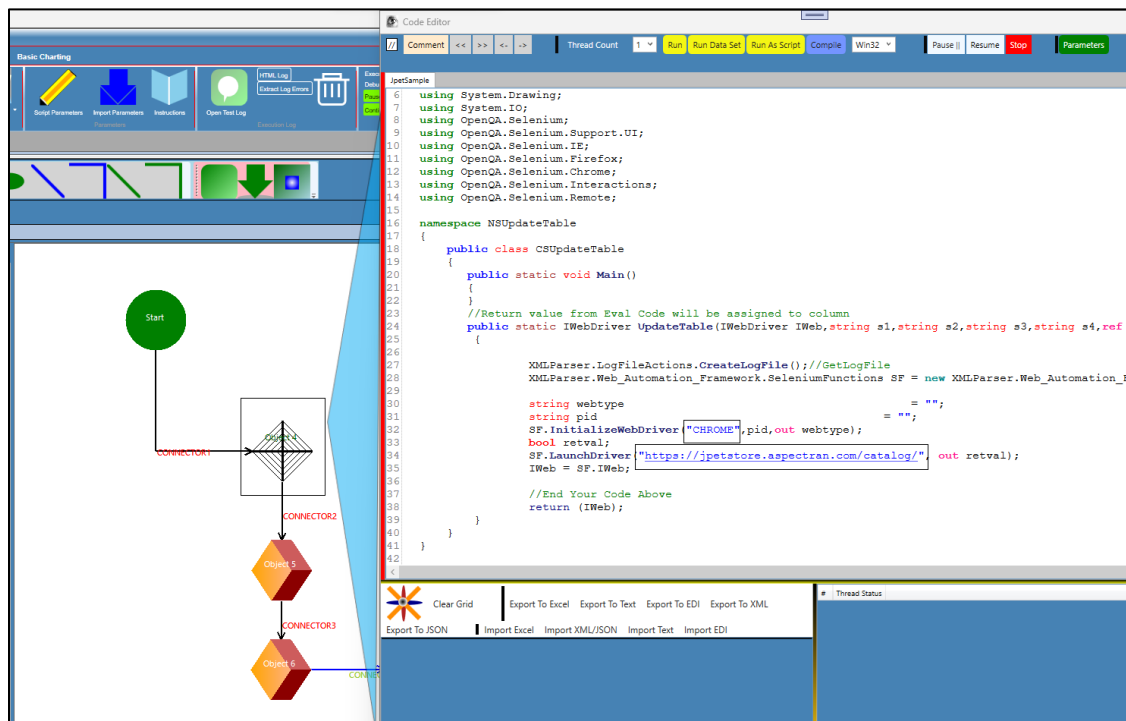 Code Editor
// Comment << >> <- -> Thread Count 1 Run Run Data Set Run As Script Compile Win32 Pause || Resume Stop Parameters
Basic Charting
Script Parameters Import Parameters Instructions
Parameters
Open Test Log
HTML Log
Extract Log Errors
Execution Log
JpetSample
6 using System.Drawing;
7 using System.IO;
8 using OpenQA.Selenium;
9 using OpenQA.Selenium.Support.UI;
10 using OpenQA.Selenium.IE;
11 using OpenQA.Selenium.Firefox;
12 using OpenQA.Selenium.Chrome;
13 using OpenQA.Selenium.Interactions;
14 using OpenQA.Selenium.Remote;
15
16 namespace NSUpdateTable
17 {
18 public class CSUpdateTable
19 {
20 public static void Main()
21 {
22 }
23 //Return value from Eval Code will be assigned to column
24 public static IWebDriver UpdateTable(IWebDriver IWeb,string s1,string s2,string s3,string s4,ref
25 {
26
27 XMLParser.LogFileActions.CreateLogFile();//GetLogFile
28 XMLParser.Web_Automation_Framework.SeleniumFunctions SF = new XMLParser.Web_Automation_
29
30 string webtype = "";
31 string pid = "";
32 SF.InitializeWebDriver("CHROME",pid,out webtype);
33 bool retval;
34 SF.LaunchDriver("https://jpetstore.aspectran.com/catalog/", out retval);
35 IWeb = SF.IWeb;
36
37 //End Your Code Above
38 return (IWeb);
39 }
40 }
41 }
42
Start
CONNECTOR1
Object 4
CONNECTOR2
Object 5
CONNECTOR3
Object 6
Clear Grid Export To Excel Export To Text Export To EDI Export To XML
Export To JSON Import Excel Import XML/JSON Import Text Import EDI
# Thread Status